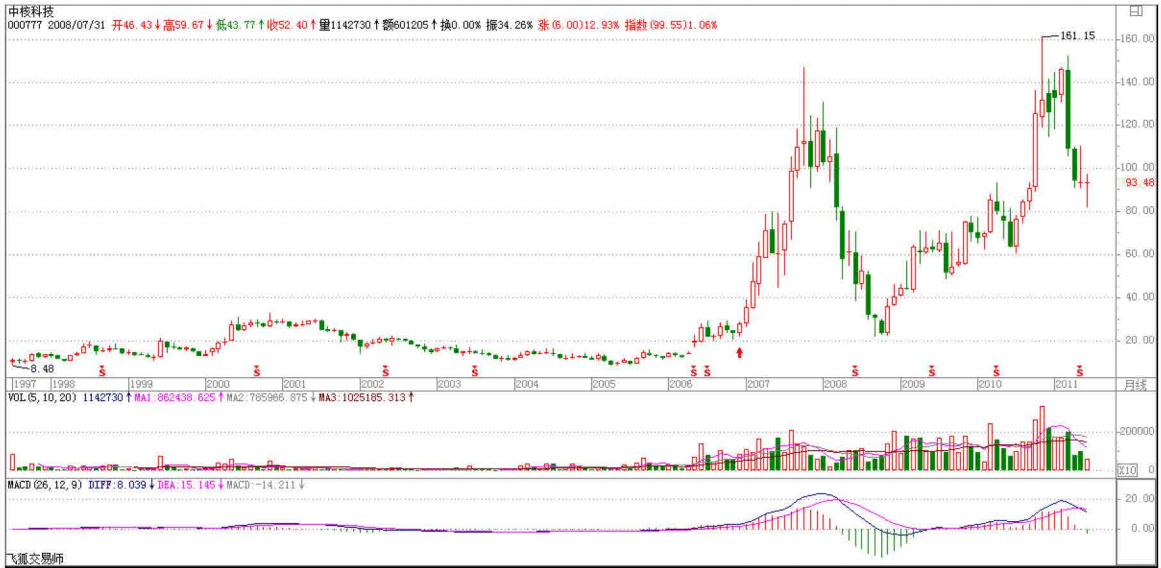 中核科技
000777 2008/07/31 开46.43↓高59.67↓低43.77↑收52.40↑量1142730↑额601205↑换0.00% 振34.26% 涨(6.00)12.93% 指数(99.55)1.06%
日
161.15
160.00
140.00
120.00
100.00
93.48
80.00
60.00
40.00
20.00
8.48
S S S S S S S S S S
1997 1998 1999 2000 2001 2002 2003 2004 2005 2006 2007 2008 2009 2010 2011 月线
VOL(5,10,20) 1142730↑MA1:862438.625↑MA2:785966.875↓MA3:1025185.313↑
200000
X10 0
MACD(26,12,9) DIFF:8.039↓DEA:15.145↓MACD:-14.211↓
20.00
0.00
飞狐交易师